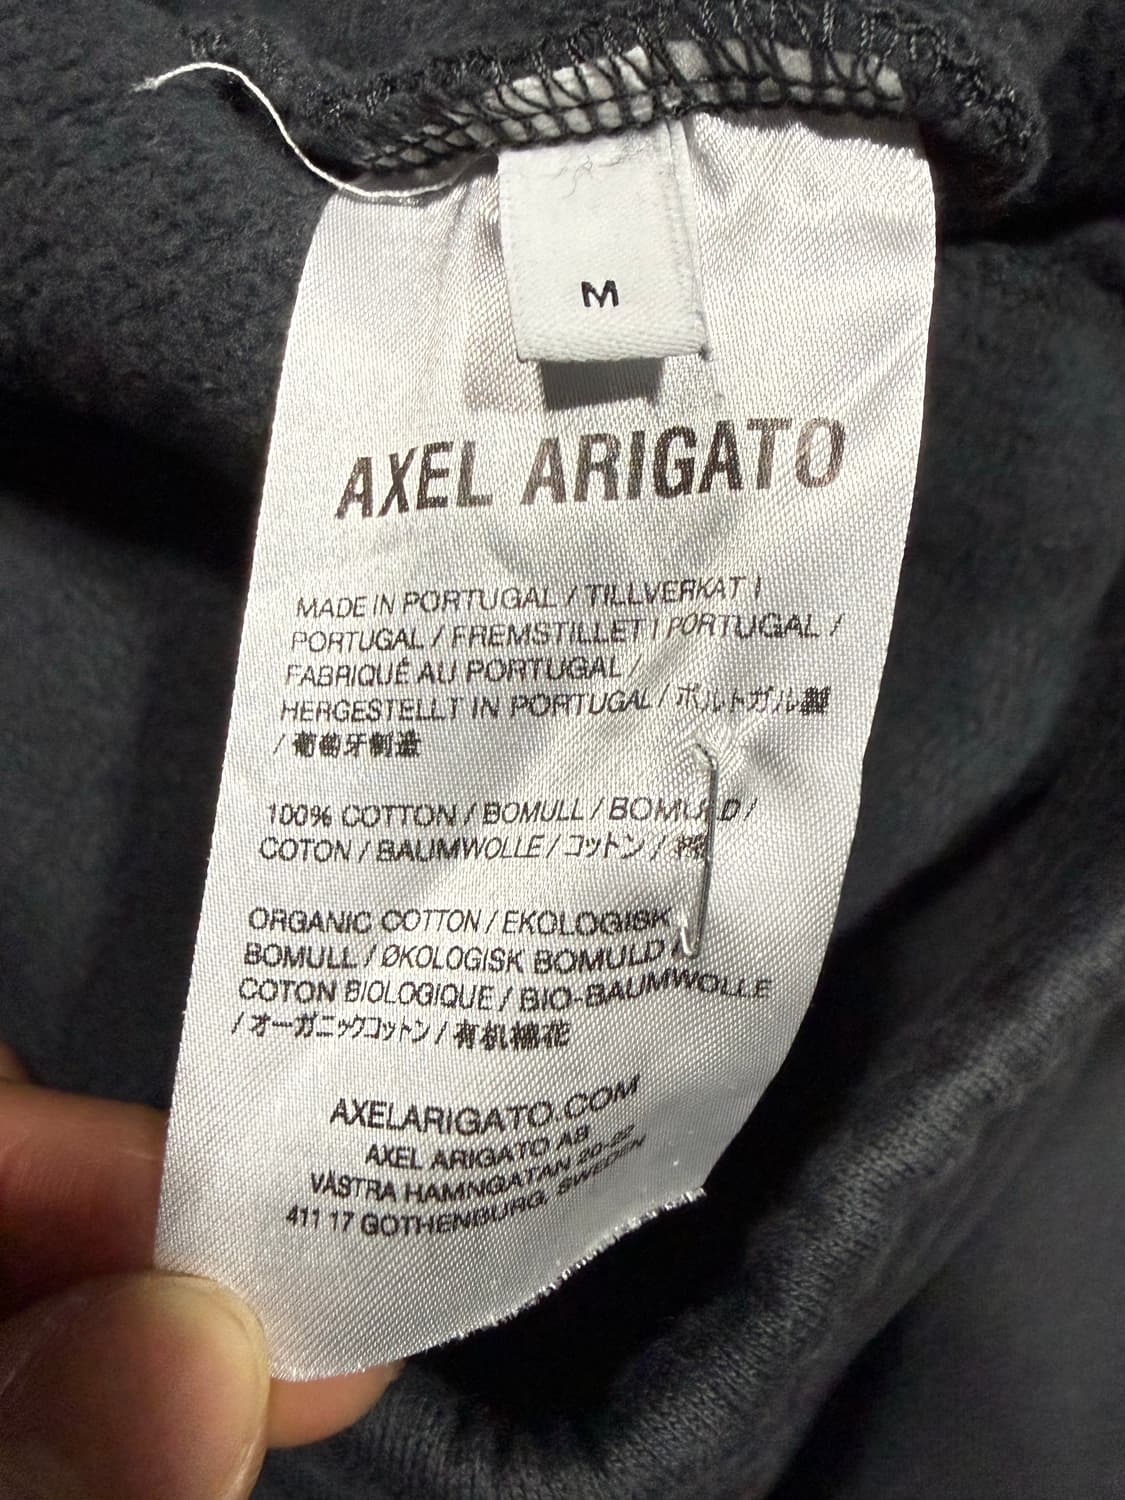 M
AXEL ARIGATO
MADE IN PORTUGAL / TILLVERKAT I
PORTUGAL / FREMSTILLET I PORTUGAL /
FABRIQUÉ AU PORTUGAL /
HERGESTELLT IN PORTUGAL / ポルトガル製
/ 葡萄牙制造
100% COTTON / BOMULL / BOMULD /
COTON / BAUMWOLLE / コットン /
ORGANIC COTTON / EKOLOGISK
BOMULL / ØKOLOGISK BOMULD /
COTON BIOLOGIQUE / BIO-BAUMWOLLE
/ オーガニックコットン / 有机棉花
AXELARIGATO.COM
AXEL ARIGATO AB
VÄSTRA HAMNGATAN 20-22
411 17 GOTHENBURG, SWEDEN